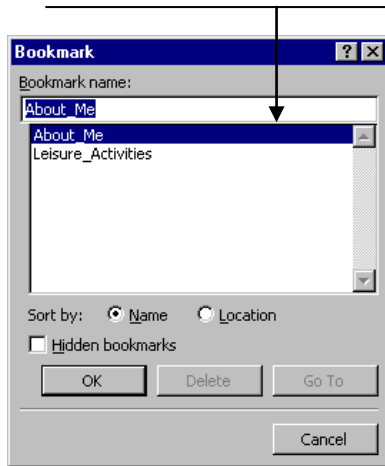 Bookmark
Bookmark name:
About_Me
About_Me
Leisure_Activities
Sort by: Name Location
Hidden bookmarks
OK Delete Go To
Cancel